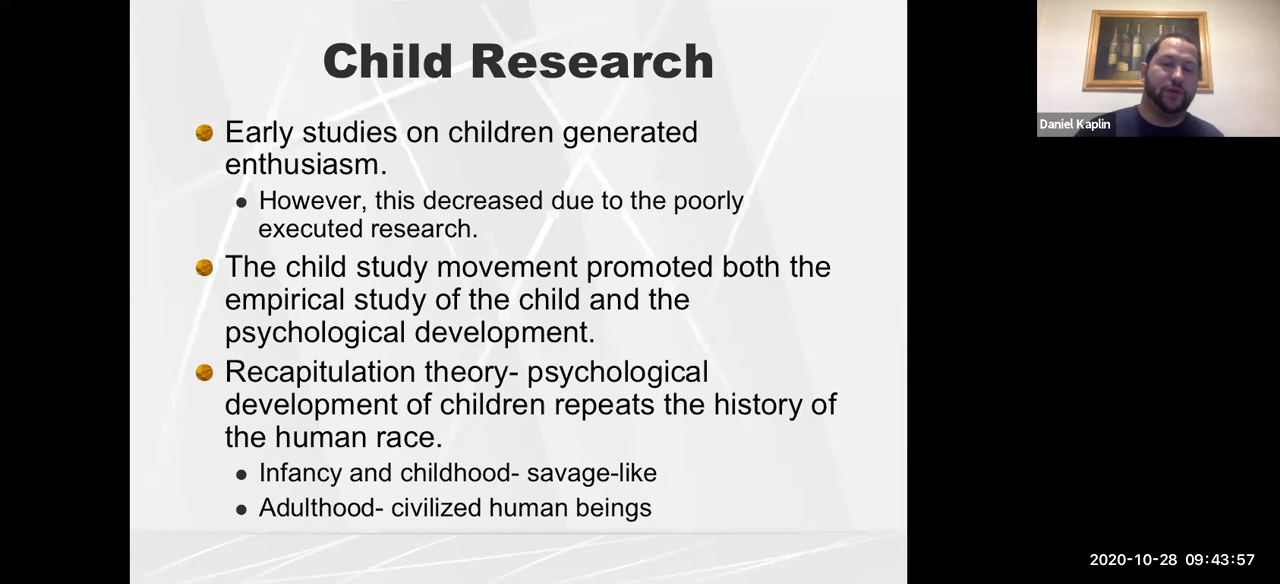 Child Research
Early studies on children generated
enthusiasm.
However, this decreased due to the poorly
executed research.
The child study movement promoted both the
empirical study of the child and the
psychological development.
Recapitulation theory- psychological
development of children repeats the history of
the human race.
Infancy and childhood- savage-like
Adulthood- civilized human beings
Daniel Kaplin
2020-10-28 09:43:57